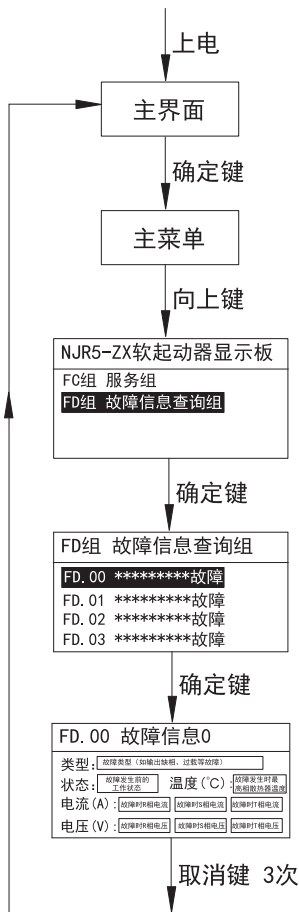 上电
主界面
确定键
主菜单
向上键
NJR5-ZX软起动器显示板
FC组 服务组
FD组 故障信息查询组
确定键
FD组 故障信息查询组
FD.00 *********故障
FD.01 *********故障
FD.02 *********故障
FD.03 *********故障
确定键
FD.00 故障信息0
类型: 故障类型（如输出缺相、过载等故障）
状态: 故障发生前的工作状态 温度(℃): 故障发生时最高相散热器温度
电流(A): 故障时R相电流 故障时S相电流 故障时T相电流
电压(V): 故障时R相电压 故障时S相电压 故障时T相电压
取消键 3次